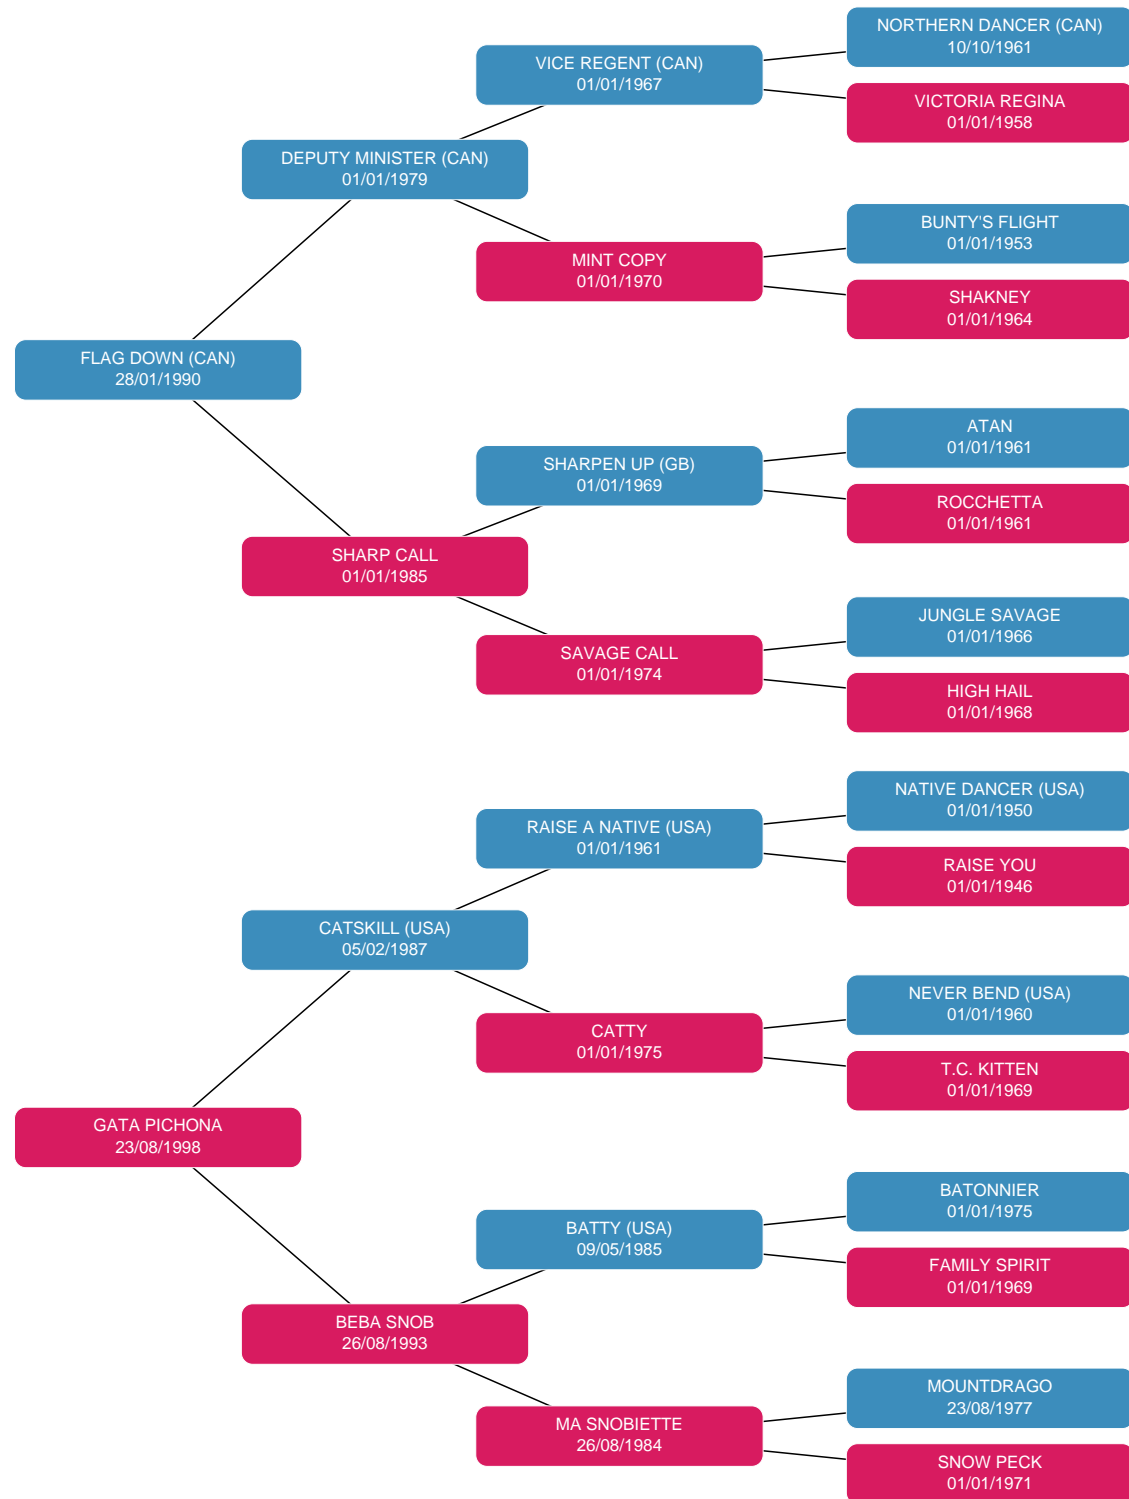 NORTHERN DANCER (CAN)
10/10/1961
VICE REGENT (CAN)
01/01/1967
VICTORIA REGINA
01/01/1958
DEPUTY MINISTER (CAN)
01/01/1979
BUNTY'S FLIGHT
01/01/1953
MINT COPY
01/01/1970
SHAKNEY
01/01/1964
FLAG DOWN (CAN)
28/01/1990
ATAN
01/01/1961
SHARPEN UP (GB)
01/01/1969
ROCCHETTA
01/01/1961
SHARP CALL
01/01/1985
JUNGLE SAVAGE
01/01/1966
SAVAGE CALL
01/01/1974
HIGH HAIL
01/01/1968
NATIVE DANCER (USA)
01/01/1950
RAISE A NATIVE (USA)
01/01/1961
RAISE YOU
01/01/1946
CATSKILL (USA)
05/02/1987
NEVER BEND (USA)
01/01/1960
CATTY
01/01/1975
T.C. KITTEN
01/01/1969
GATA PICHONA
23/08/1998
BATONNIER
01/01/1975
BATTY (USA)
09/05/1985
FAMILY SPIRIT
01/01/1969
BEBA SNOB
26/08/1993
MOUNTDRAGO
23/08/1977
MA SNOBIETTE
26/08/1984
SNOW PECK
01/01/1971